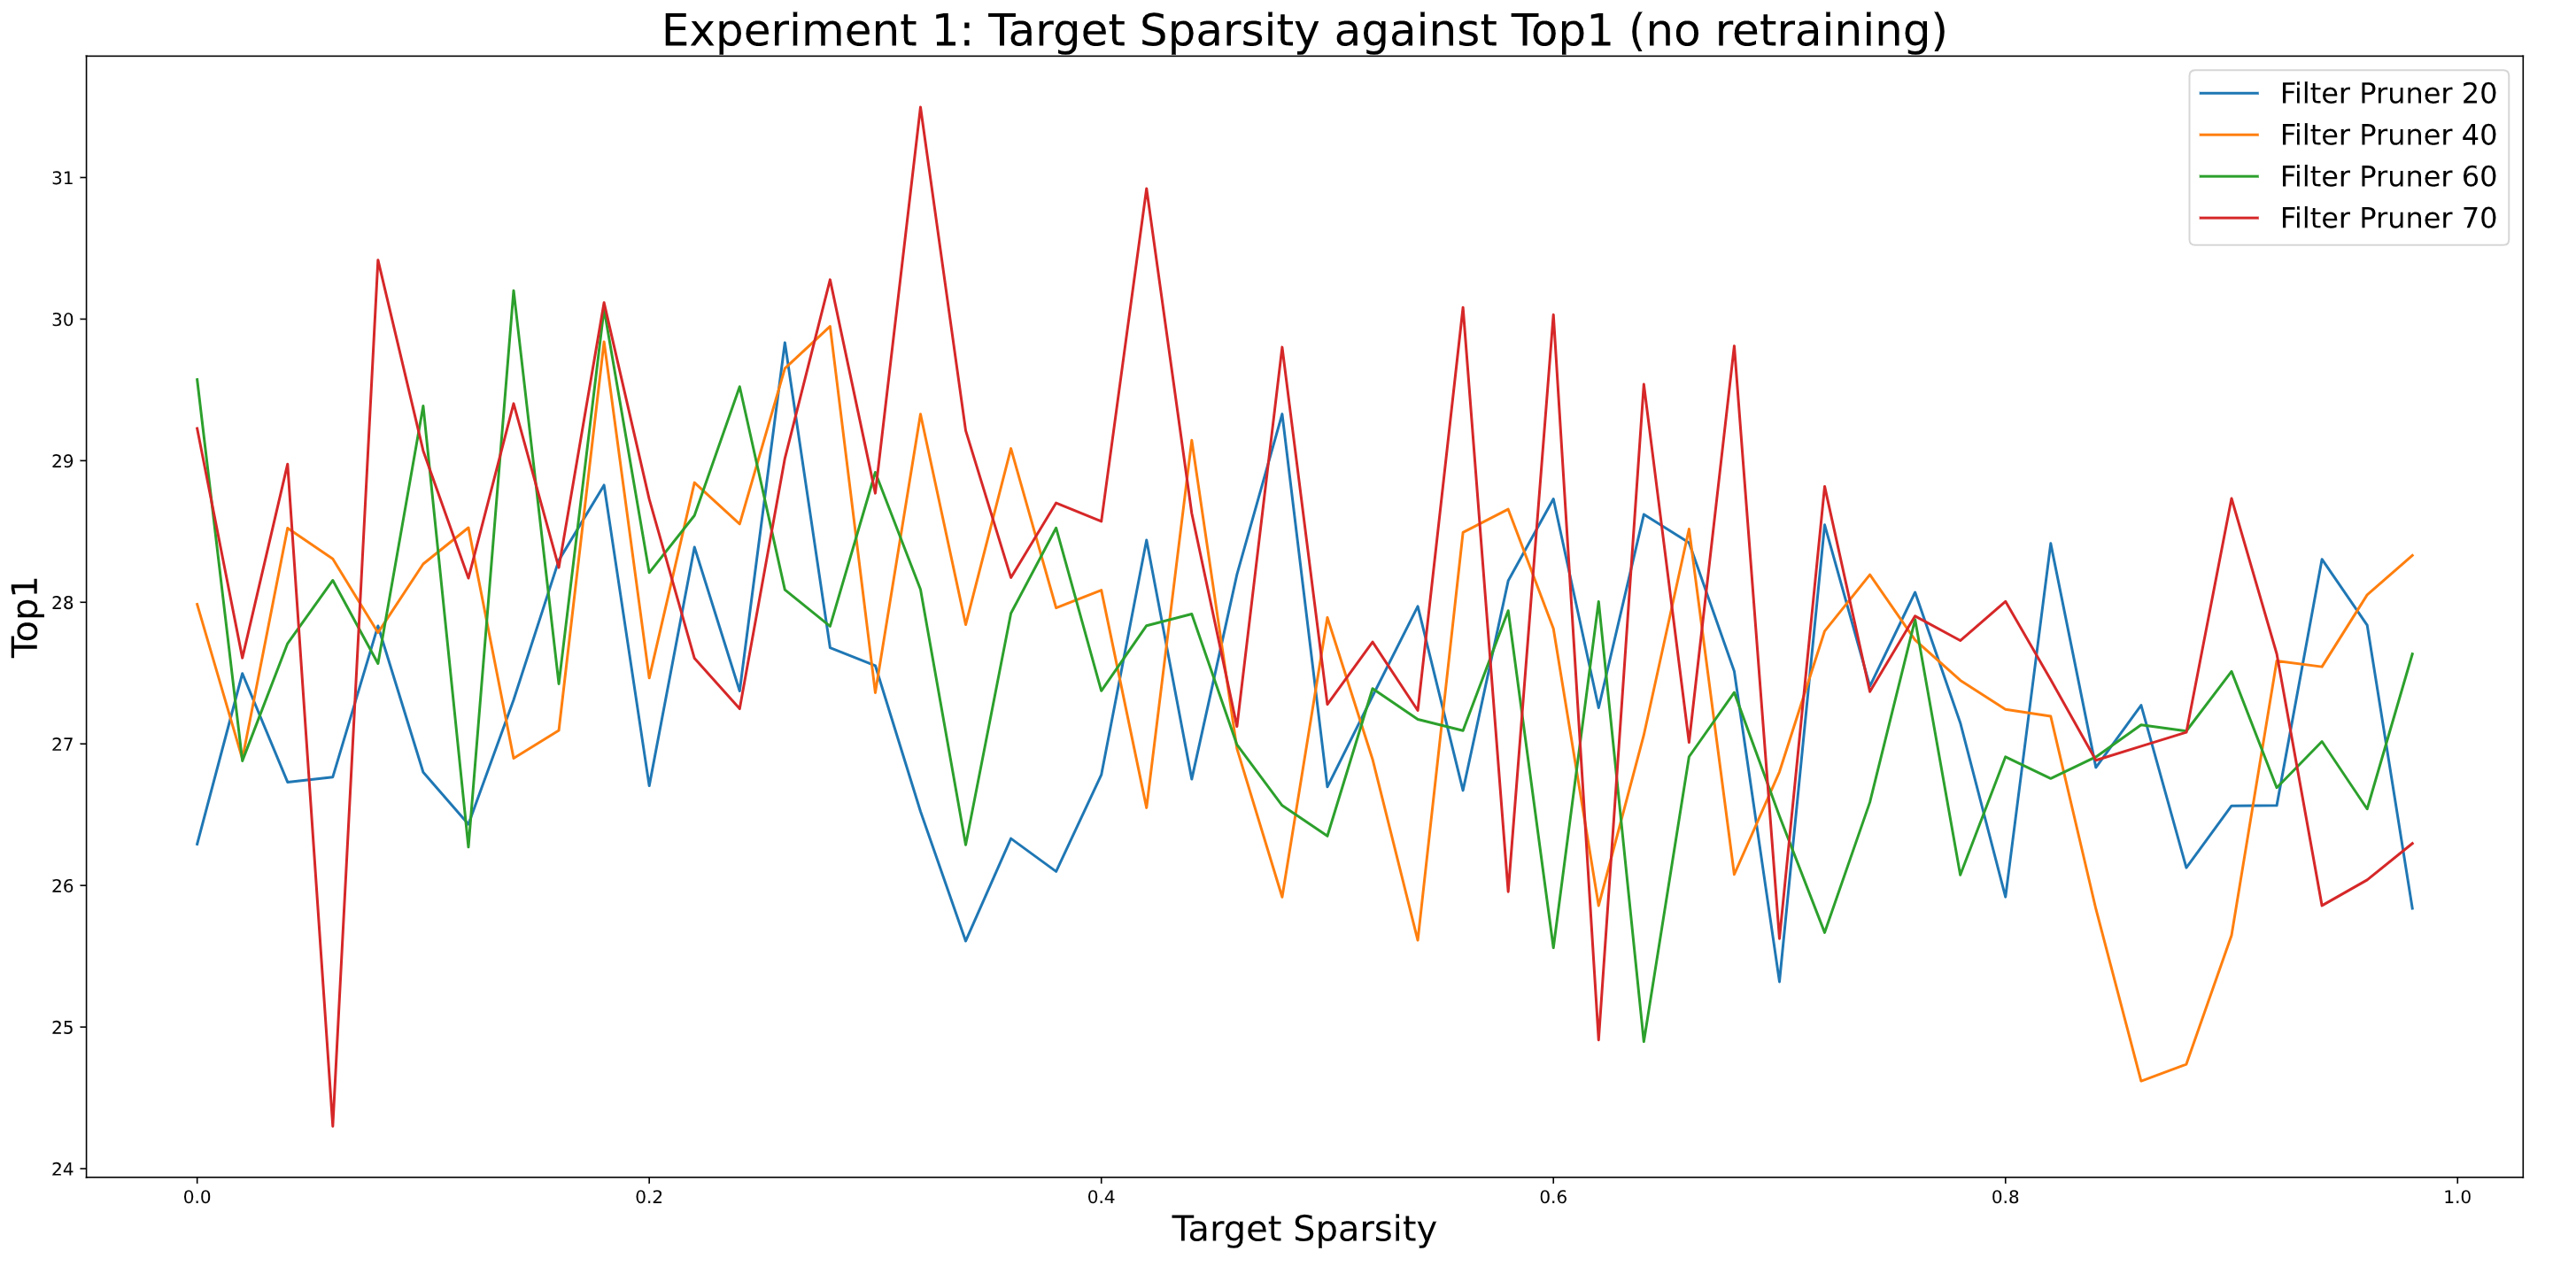 Experiment 1: Target Sparsity against Top1 (no retraining)
Filter Pruner 20
Filter Pruner 40
Filter Pruner 60
Filter Pruner 70
Top1
31
30
29
28
27
26
25
24
0.0 0.2 0.4 0.6 0.8 1.0
Target Sparsity